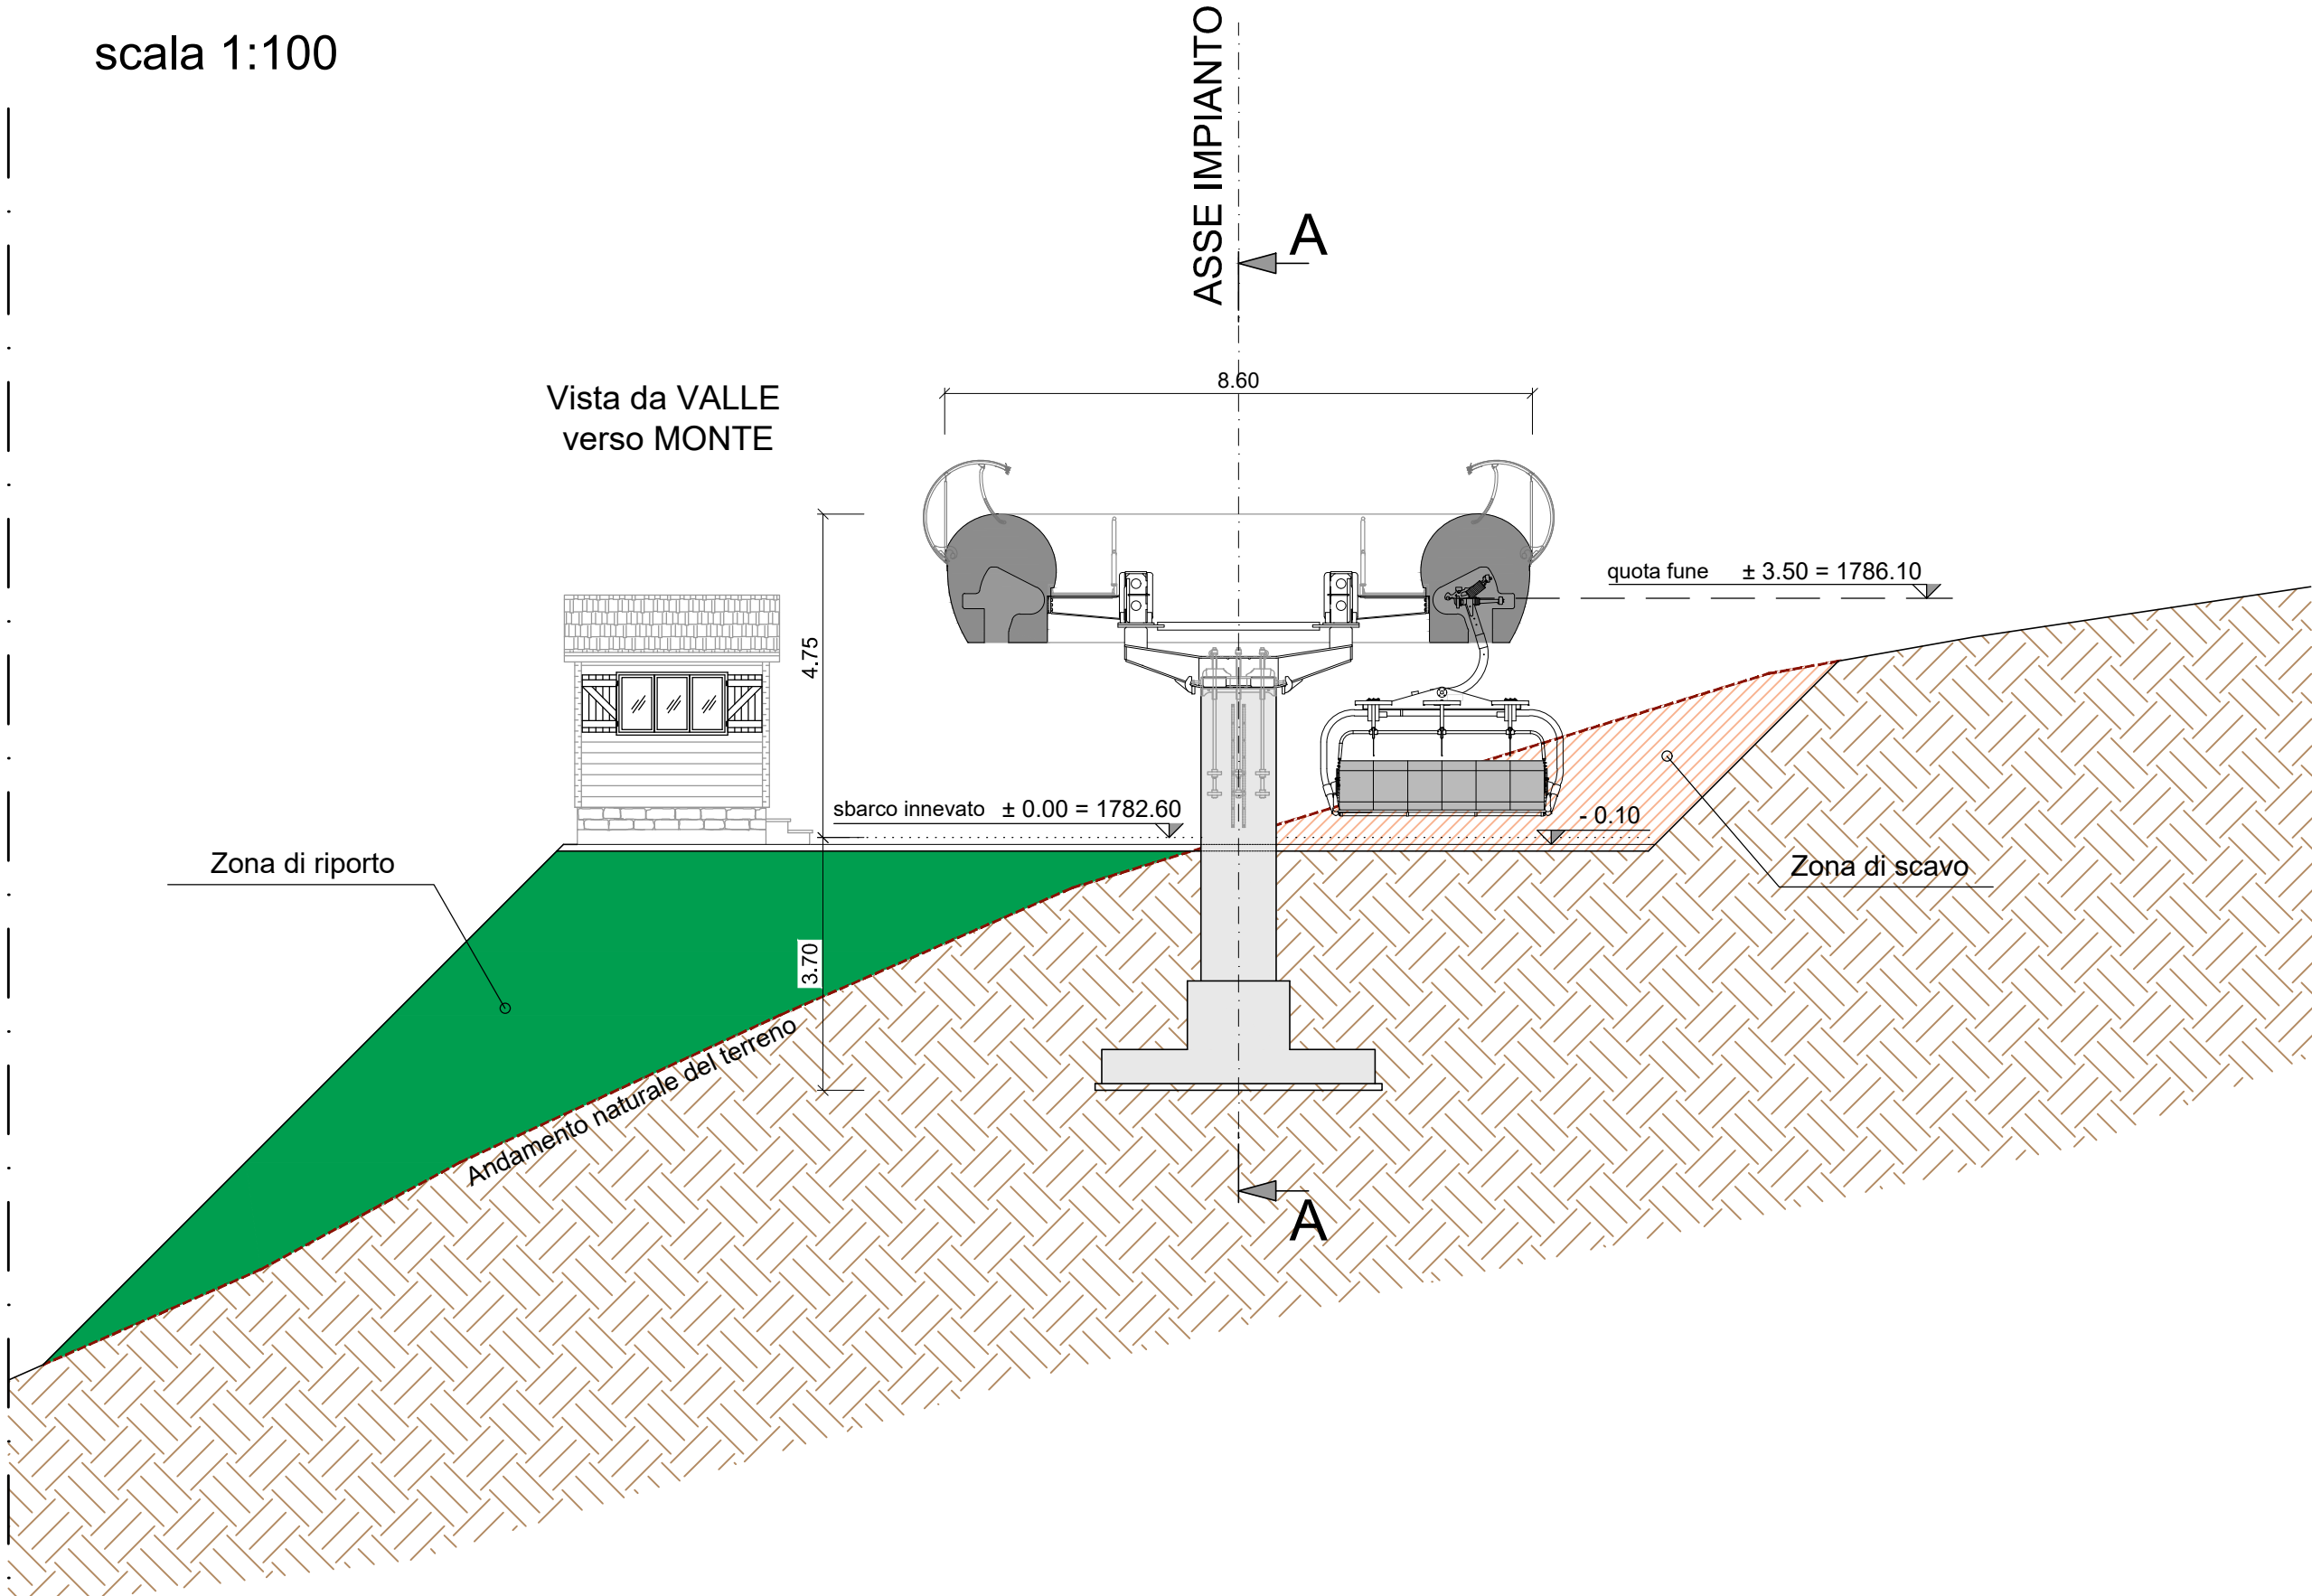 scala 1:100
ASSE IMPIANTO
A
8.60
Vista da VALLE
verso MONTE
quota fune ± 3.50 = 1786.10
4.75
sbarco innevato ± 0.00 = 1782.60
- 0.10
Zona di riporto
Zona di scavo
3.70
Andamento naturale del terreno
A